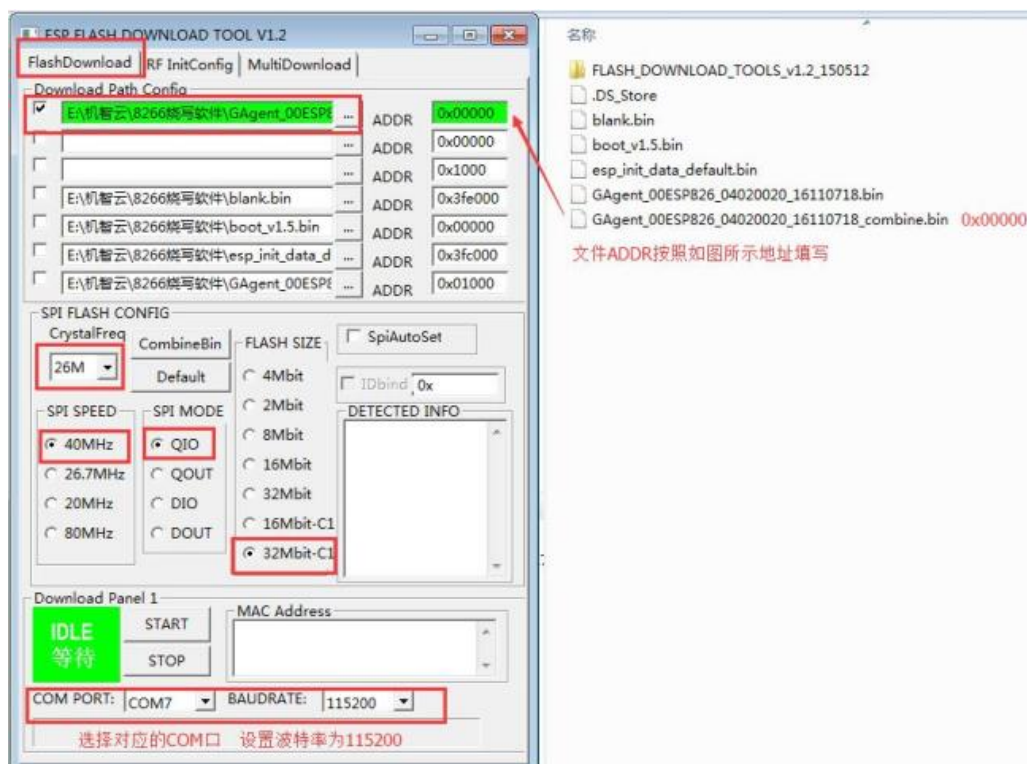 ESP FLASH DOWNLOAD TOOL V1.2
FlashDownload
RF InitConfig
MultiDownload
Download Path Config
E:\机智云\8266烧写软件\GAgent_00ESP8
...
ADDR
0x00000
...
ADDR
0x00000
...
ADDR
0x1000
E:\机智云\8266烧写软件\blank.bin
...
ADDR
0x3fe000
E:\机智云\8266烧写软件\boot_v1.5.bin
...
ADDR
0x00000
E:\机智云\8266烧写软件\esp_init_data_d
...
ADDR
0x3fc000
E:\机智云\8266烧写软件\GAgent_00ESP8
...
ADDR
0x01000
SPI FLASH CONFIG
CrystalFreq
26M
CombineBin
Default
SPI SPEED
40MHz
26.7MHz
20MHz
80MHz
SPI MODE
QIO
QOUT
DIO
DOUT
FLASH SIZE
4Mbit
2Mbit
8Mbit
16Mbit
32Mbit
16Mbit-C1
32Mbit-C1
SpiAutoSet
IDbind
0x
DETECTED INFO
Download Panel 1
IDLE
等待
START
STOP
MAC Address
COM PORT:
COM7
BAUDRATE:
115200
选择对应的COM口 设置波特率为115200
名称
FLASH_DOWNLOAD_TOOLS_v1.2_150512
.DS_Store
blank.bin
boot_v1.5.bin
esp_init_data_default.bin
GAgent_00ESP826_04020020_16110718.bin
GAgent_00ESP826_04020020_16110718_combine.bin 0x00000
文件ADDR按照如图所示地址填写